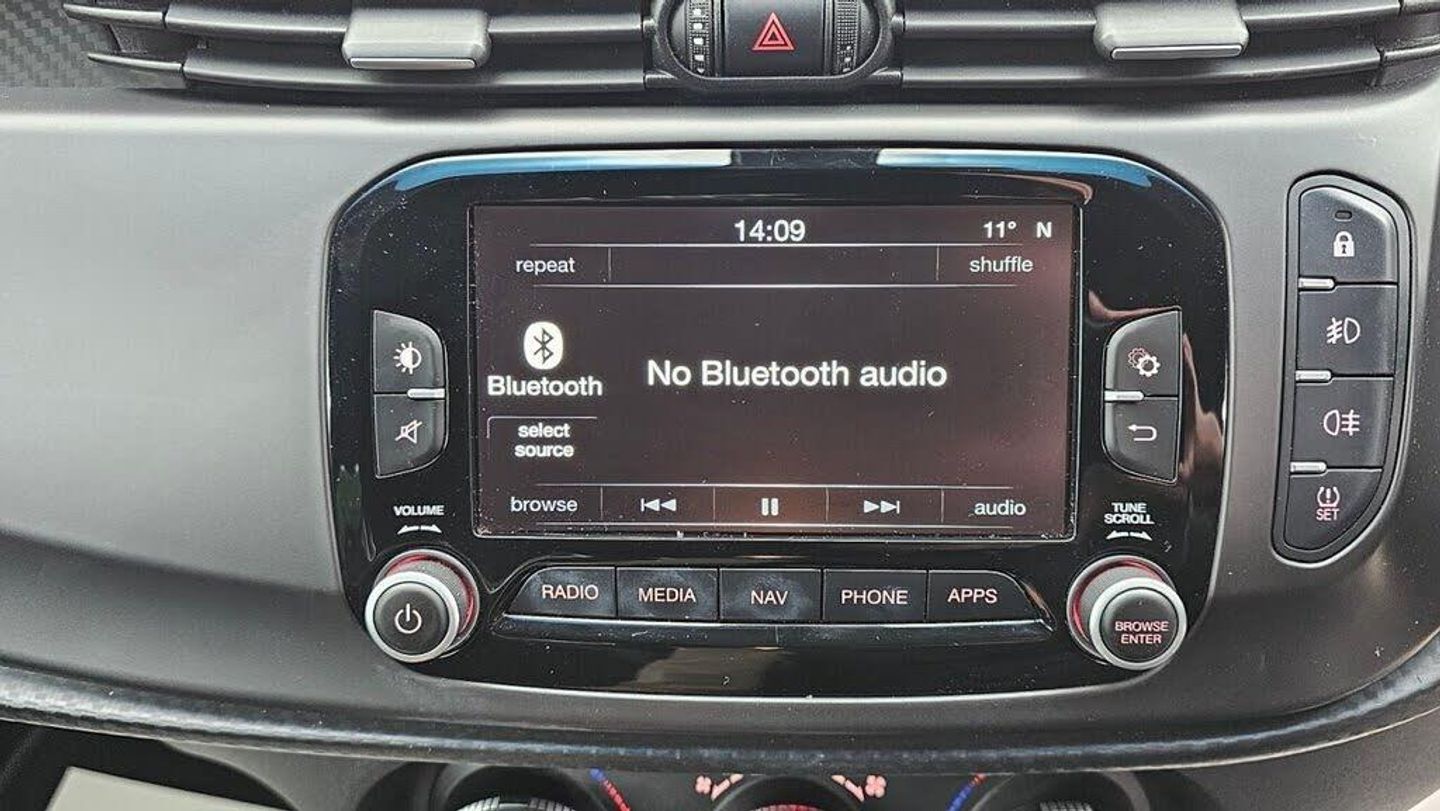 14:09 11° N
repeat shuffle
Bluetooth
No Bluetooth audio
select
source
browse audio
VOLUME
TUNE
SCROLL
RADIO MEDIA NAV PHONE APPS
BROWSE
ENTER
SET